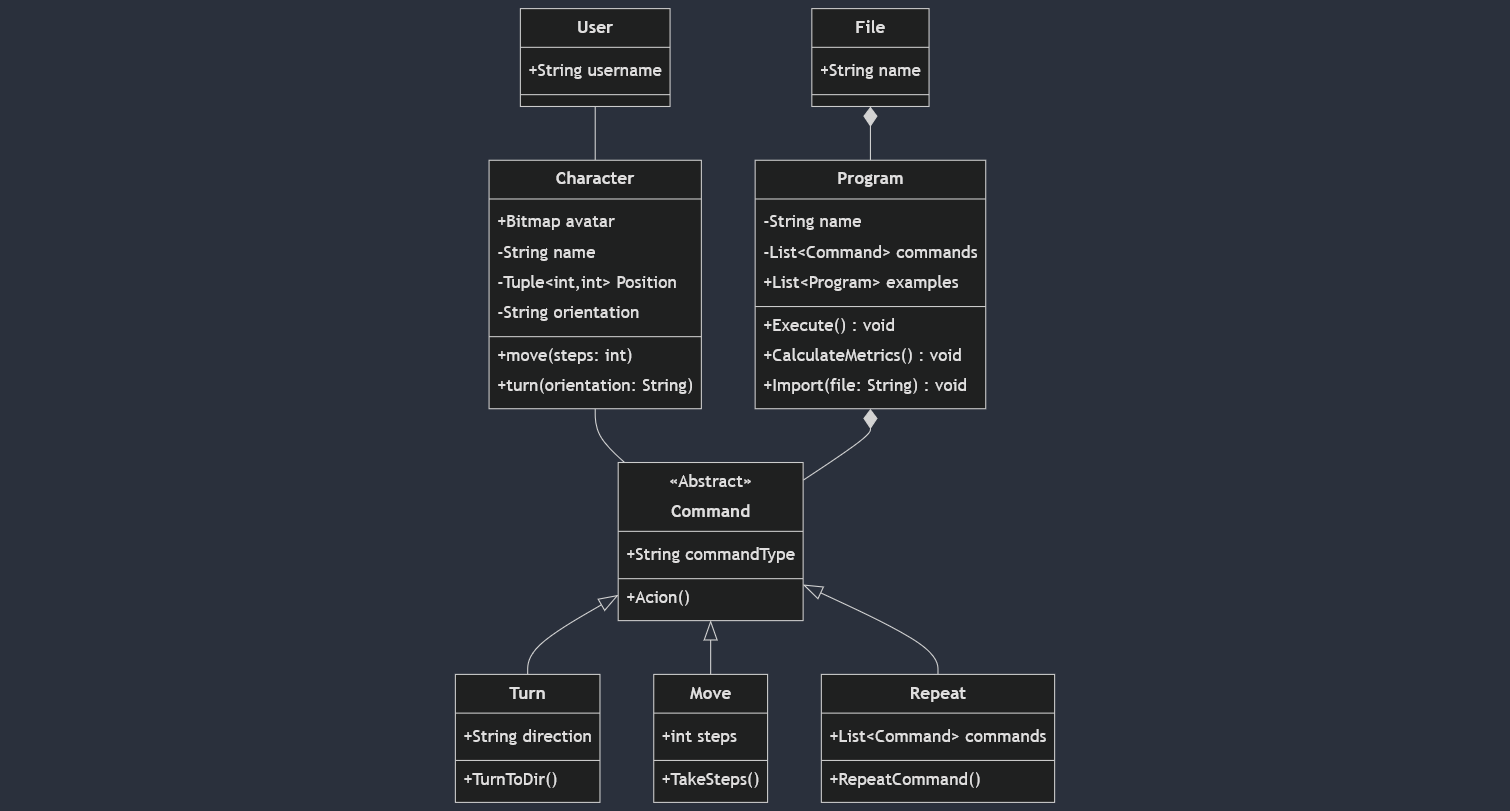 User
+String username
File
+String name
Character
+Bitmap avatar
-String name
-Tuple<int,int> Position
-String orientation
+move(steps: int)
+turn(orientation: String)
Program
-String name
-List<Command> commands
+List<Program> examples
+Execute() : void
+CalculateMetrics() : void
+Import(file: String) : void
«Abstract»
Command
+String commandType
+Acion()
Turn
+String direction
+TurnToDir()
Move
+int steps
+TakeSteps()
Repeat
+List<Command> commands
+RepeatCommand()